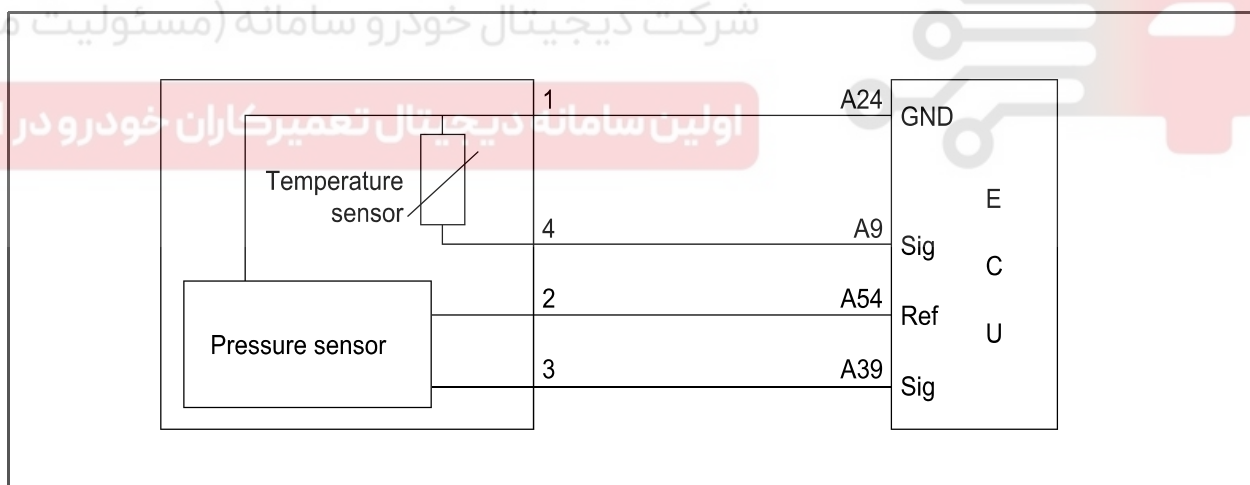 شرکت دیجیتال خودرو سامانه (مسئولیت
اولین سامانه دیجیتال تعمیرکاران خودرو در
1
A24
GND
Temperature
sensor
4
A9
Sig
E
C
U
2
A54
Ref
Pressure sensor
3
A39
Sig